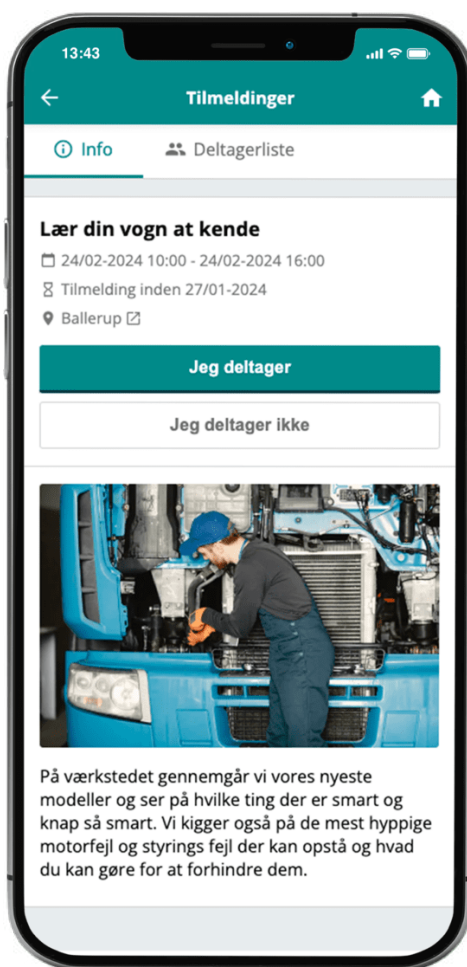 13:43
Tilmeldinger
Info Deltagerliste
Lær din vogn at kende
24/02-2024 10:00 - 24/02-2024 16:00
Tilmelding inden 27/01-2024
Ballerup
Jeg deltager
Jeg deltager ikke
På værkstedet gennemgår vi vores nyeste
modeller og ser på hvilke ting der er smart og
knap så smart. Vi kigger også på de mest hyppige
motorfejl og styrings fejl der kan opstå og hvad
du kan gøre for at forhindre dem.